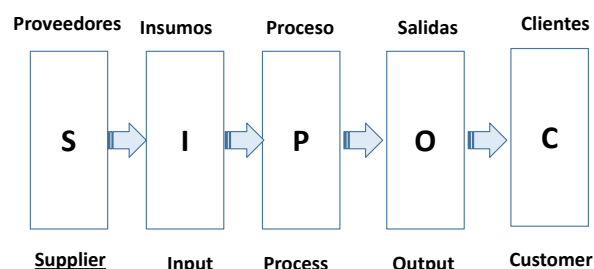 Proveedores Insumos Proceso Salidas Clientes
S I P O C
Supplier Input Process Output Customer